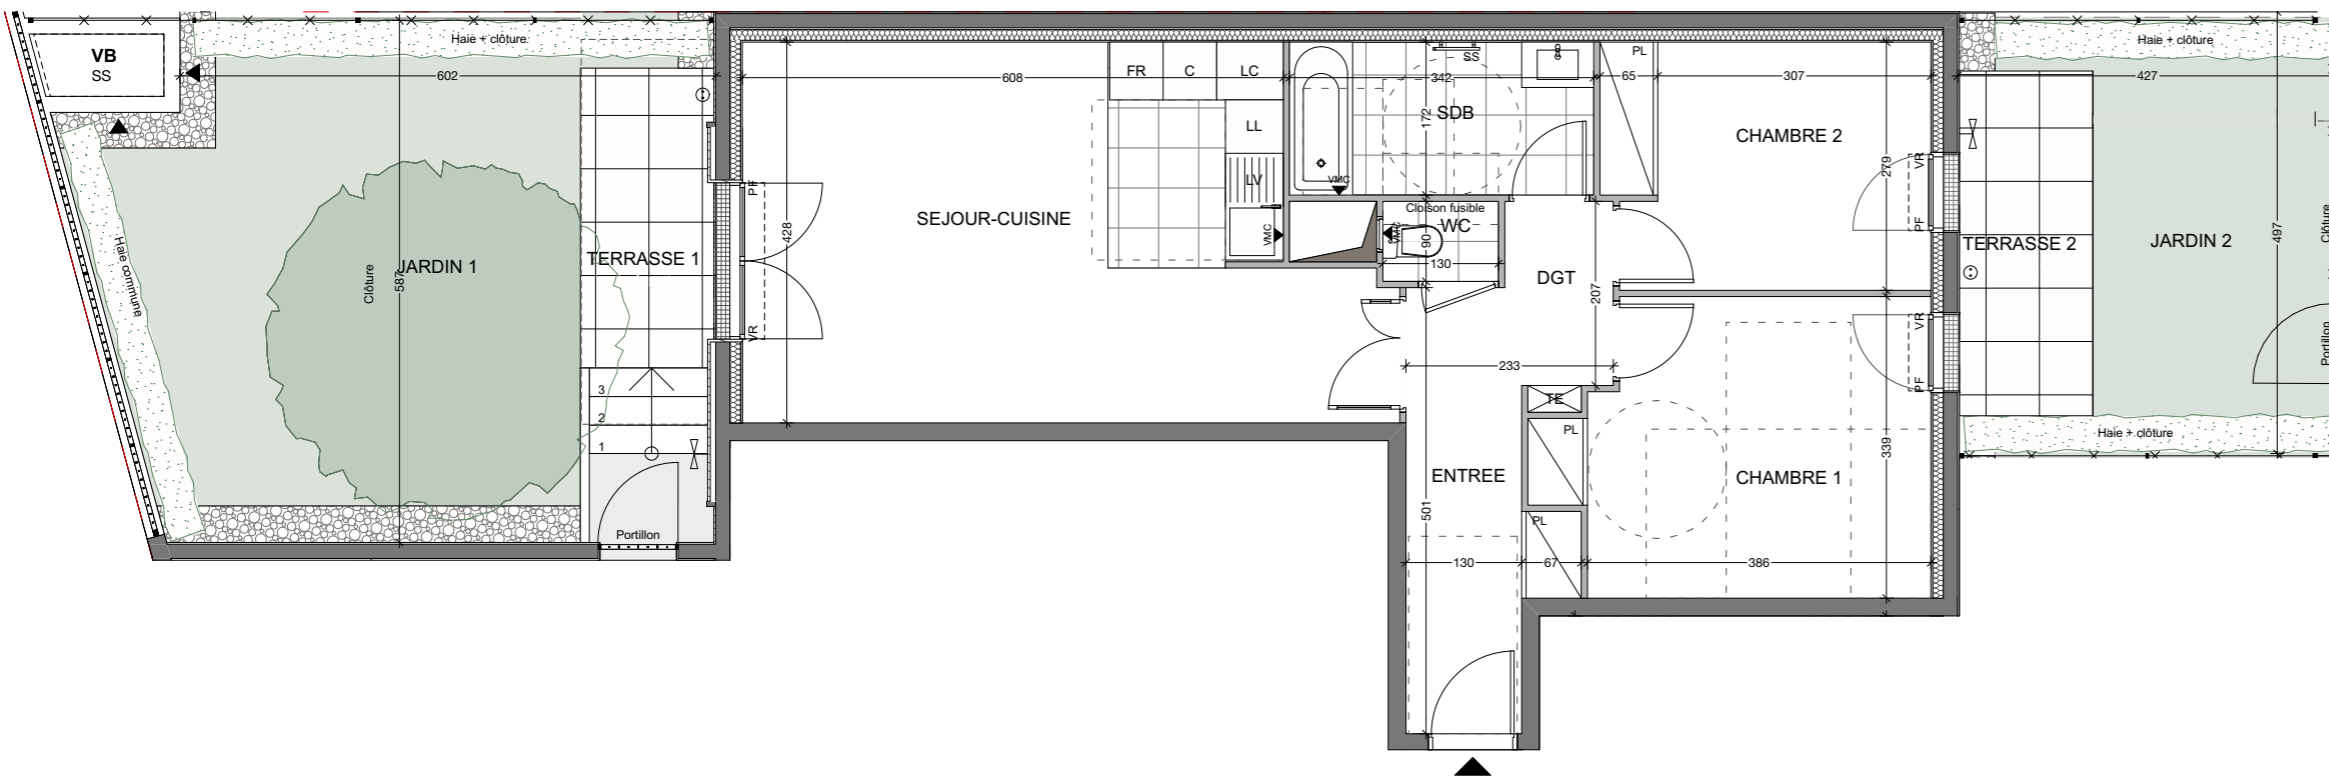 Haie + clôture
VB
SS
602
608
FR
C
LC
342
SS
PL
65
307
427
Haie + clôture
LL
172
SDB
CHAMBRE 2
279
VR
PF
LV
VMC
Cloison fusible
WC
VMC
90
130
VMC
SEJOUR-CUISINE
428
PF
VR
TERRASSE 1
JARDIN 1
Clôture
587
Haie commune
DGT
207
TERRASSE 2
JARDIN 2
497
Clôture
Portillon
VR
PF
233
3
2
1
TE
PL
Haie + clôture
339
ENTREE
CHAMBRE 1
501
PL
Portillon
130
67
386